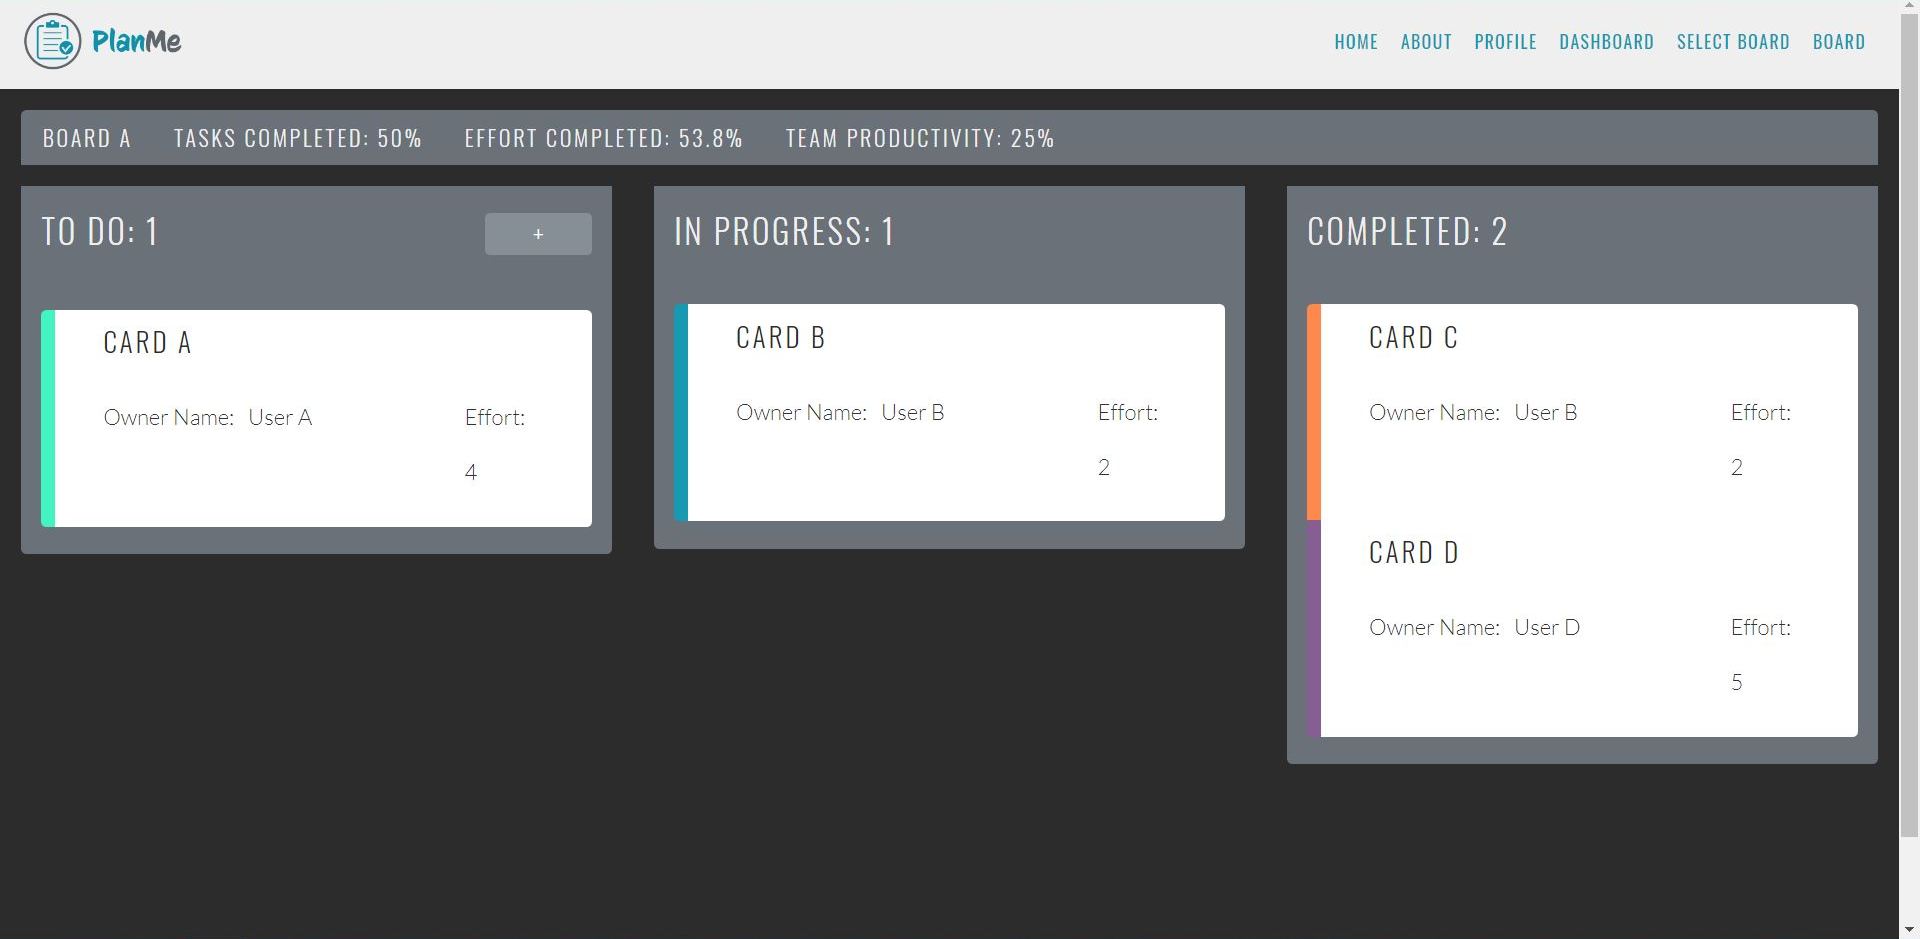 PlanMe
HOME ABOUT PROFILE DASHBOARD SELECT BOARD BOARD
BOARD A TASKS COMPLETED: 50% EFFORT COMPLETED: 53.8% TEAM PRODUCTIVITY: 25%
TO DO: 1
+
CARD A
Owner Name: User A Effort:
4
IN PROGRESS: 1
CARD B
Owner Name: User B Effort:
2
COMPLETED: 2
CARD C
Owner Name: User B Effort:
2
CARD D
Owner Name: User D Effort:
5